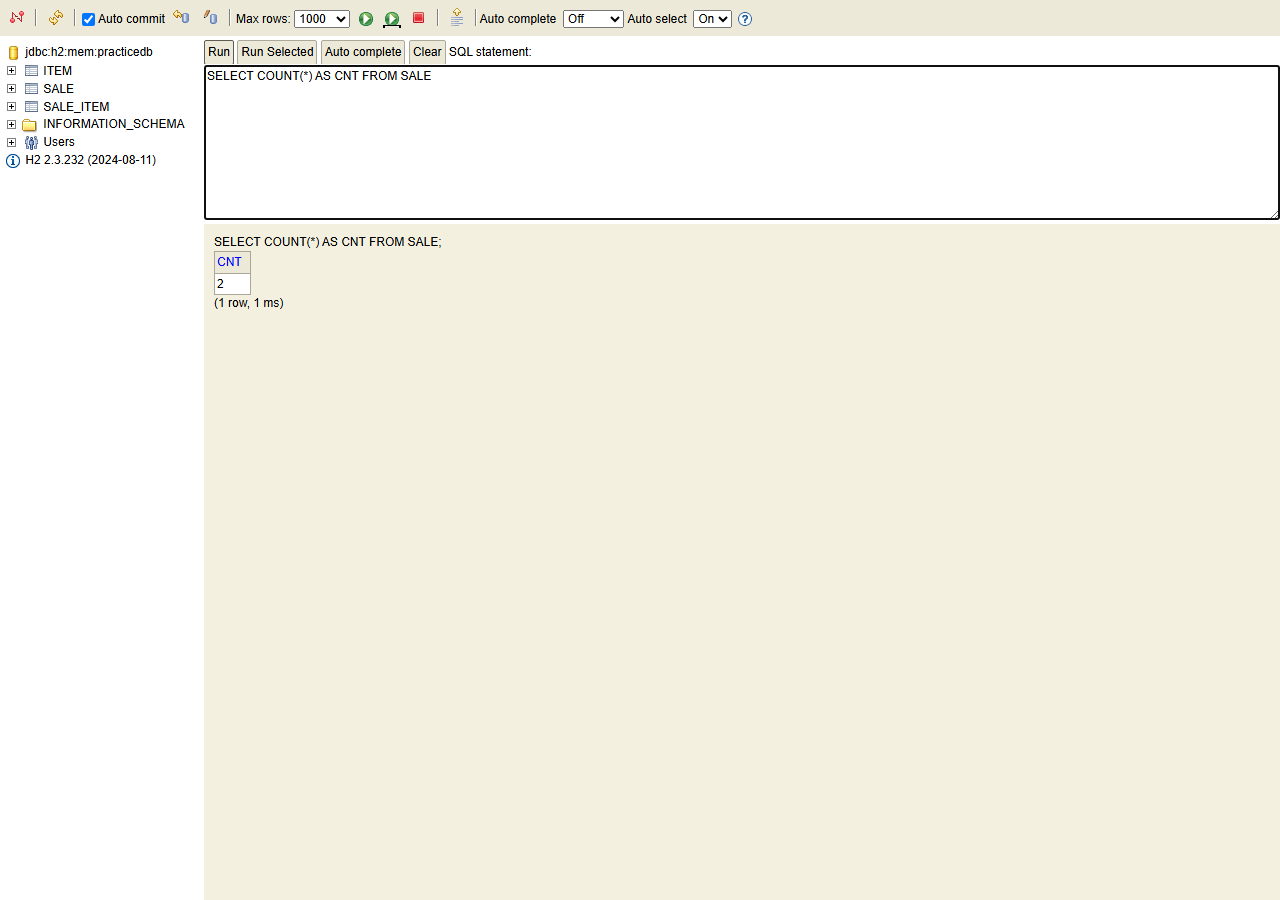 Auto commit Max rows: 1000 Auto complete Off Auto select On ?
jdbc:h2:mem:practicedb
ITEM
SALE
SALE_ITEM
INFORMATION_SCHEMA
Users
H2 2.3.232 (2024-08-11)
Run Run Selected Auto complete Clear SQL statement:
SELECT COUNT(*) AS CNT FROM SALE
SELECT COUNT(*) AS CNT FROM SALE;
CNT
2
(1 row, 1 ms)